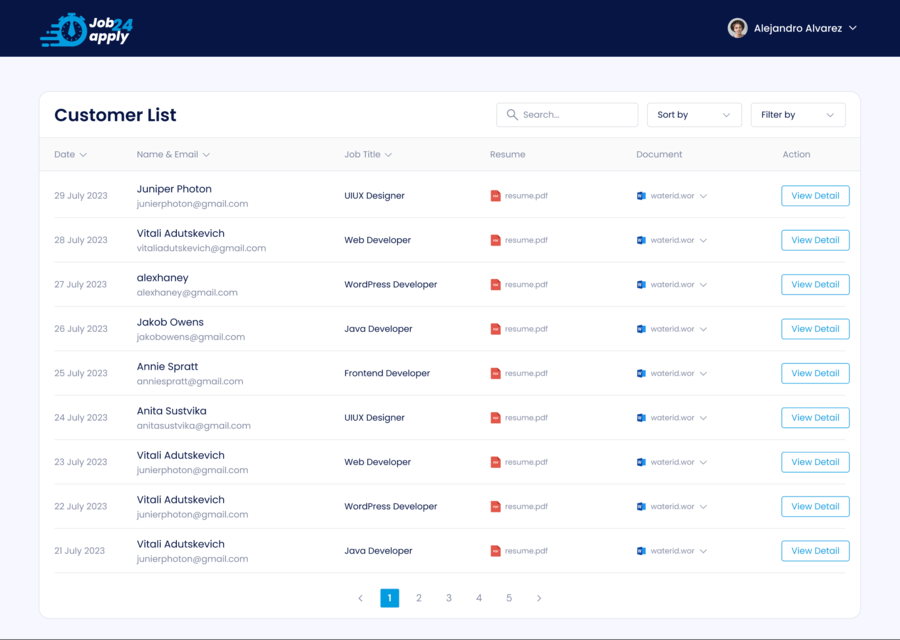 Job24
apply
Alejandro Alvarez
Customer List
Search...
Sort by
Filter by
Date Name & Email Job Title Resume Document Action
29 July 2023 Juniper Photon UIUX Designer resume.pdf waterid.wor View Detail
junierphoton@gmail.com
28 July 2023 Vitali Adutskevich Web Developer resume.pdf waterid.wor View Detail
vitaliadutskevich@gmail.com
27 July 2023 alexhaney WordPress Developer resume.pdf waterid.wor View Detail
alexhaney@gmail.com
26 July 2023 Jakob Owens Java Developer resume.pdf waterid.wor View Detail
jakobowens@gmail.com
25 July 2023 Annie Spratt Frontend Developer resume.pdf waterid.wor View Detail
anniespratt@gmail.com
24 July 2023 Anita Sustvika UIUX Designer resume.pdf waterid.wor View Detail
anitasustvika@gmail.com
23 July 2023 Vitali Adutskevich Web Developer resume.pdf waterid.wor View Detail
junierphoton@gmail.com
22 July 2023 Vitali Adutskevich WordPress Developer resume.pdf waterid.wor View Detail
junierphoton@gmail.com
21 July 2023 Vitali Adutskevich Java Developer resume.pdf waterid.wor View Detail
junierphoton@gmail.com
1 2 3 4 5